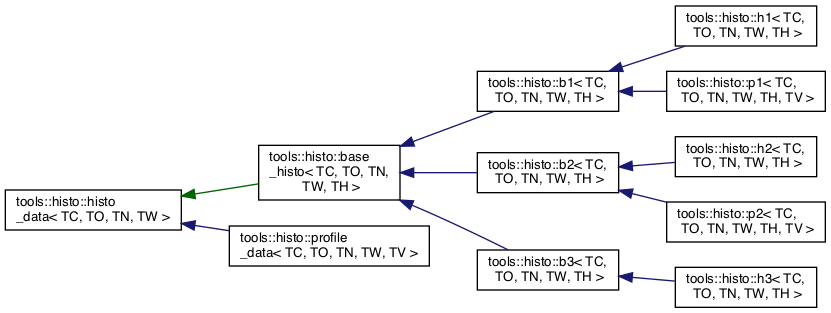 tools::histo::histo
_data< TC, TO, TN, TW >
tools::histo::base
_histo< TC, TO, TN,
TW, TH >
tools::histo::profile
_data< TC, TO, TN, TW, TV >
tools::histo::b1< TC,
TO, TN, TW, TH >
tools::histo::b2< TC,
TO, TN, TW, TH >
tools::histo::b3< TC,
TO, TN, TW, TH >
tools::histo::h1< TC,
TO, TN, TW, TH >
tools::histo::p1< TC,
TO, TN, TW, TH, TV >
tools::histo::h2< TC,
TO, TN, TW, TH >
tools::histo::p2< TC,
TO, TN, TW, TH, TV >
tools::histo::h3< TC,
TO, TN, TW, TH >